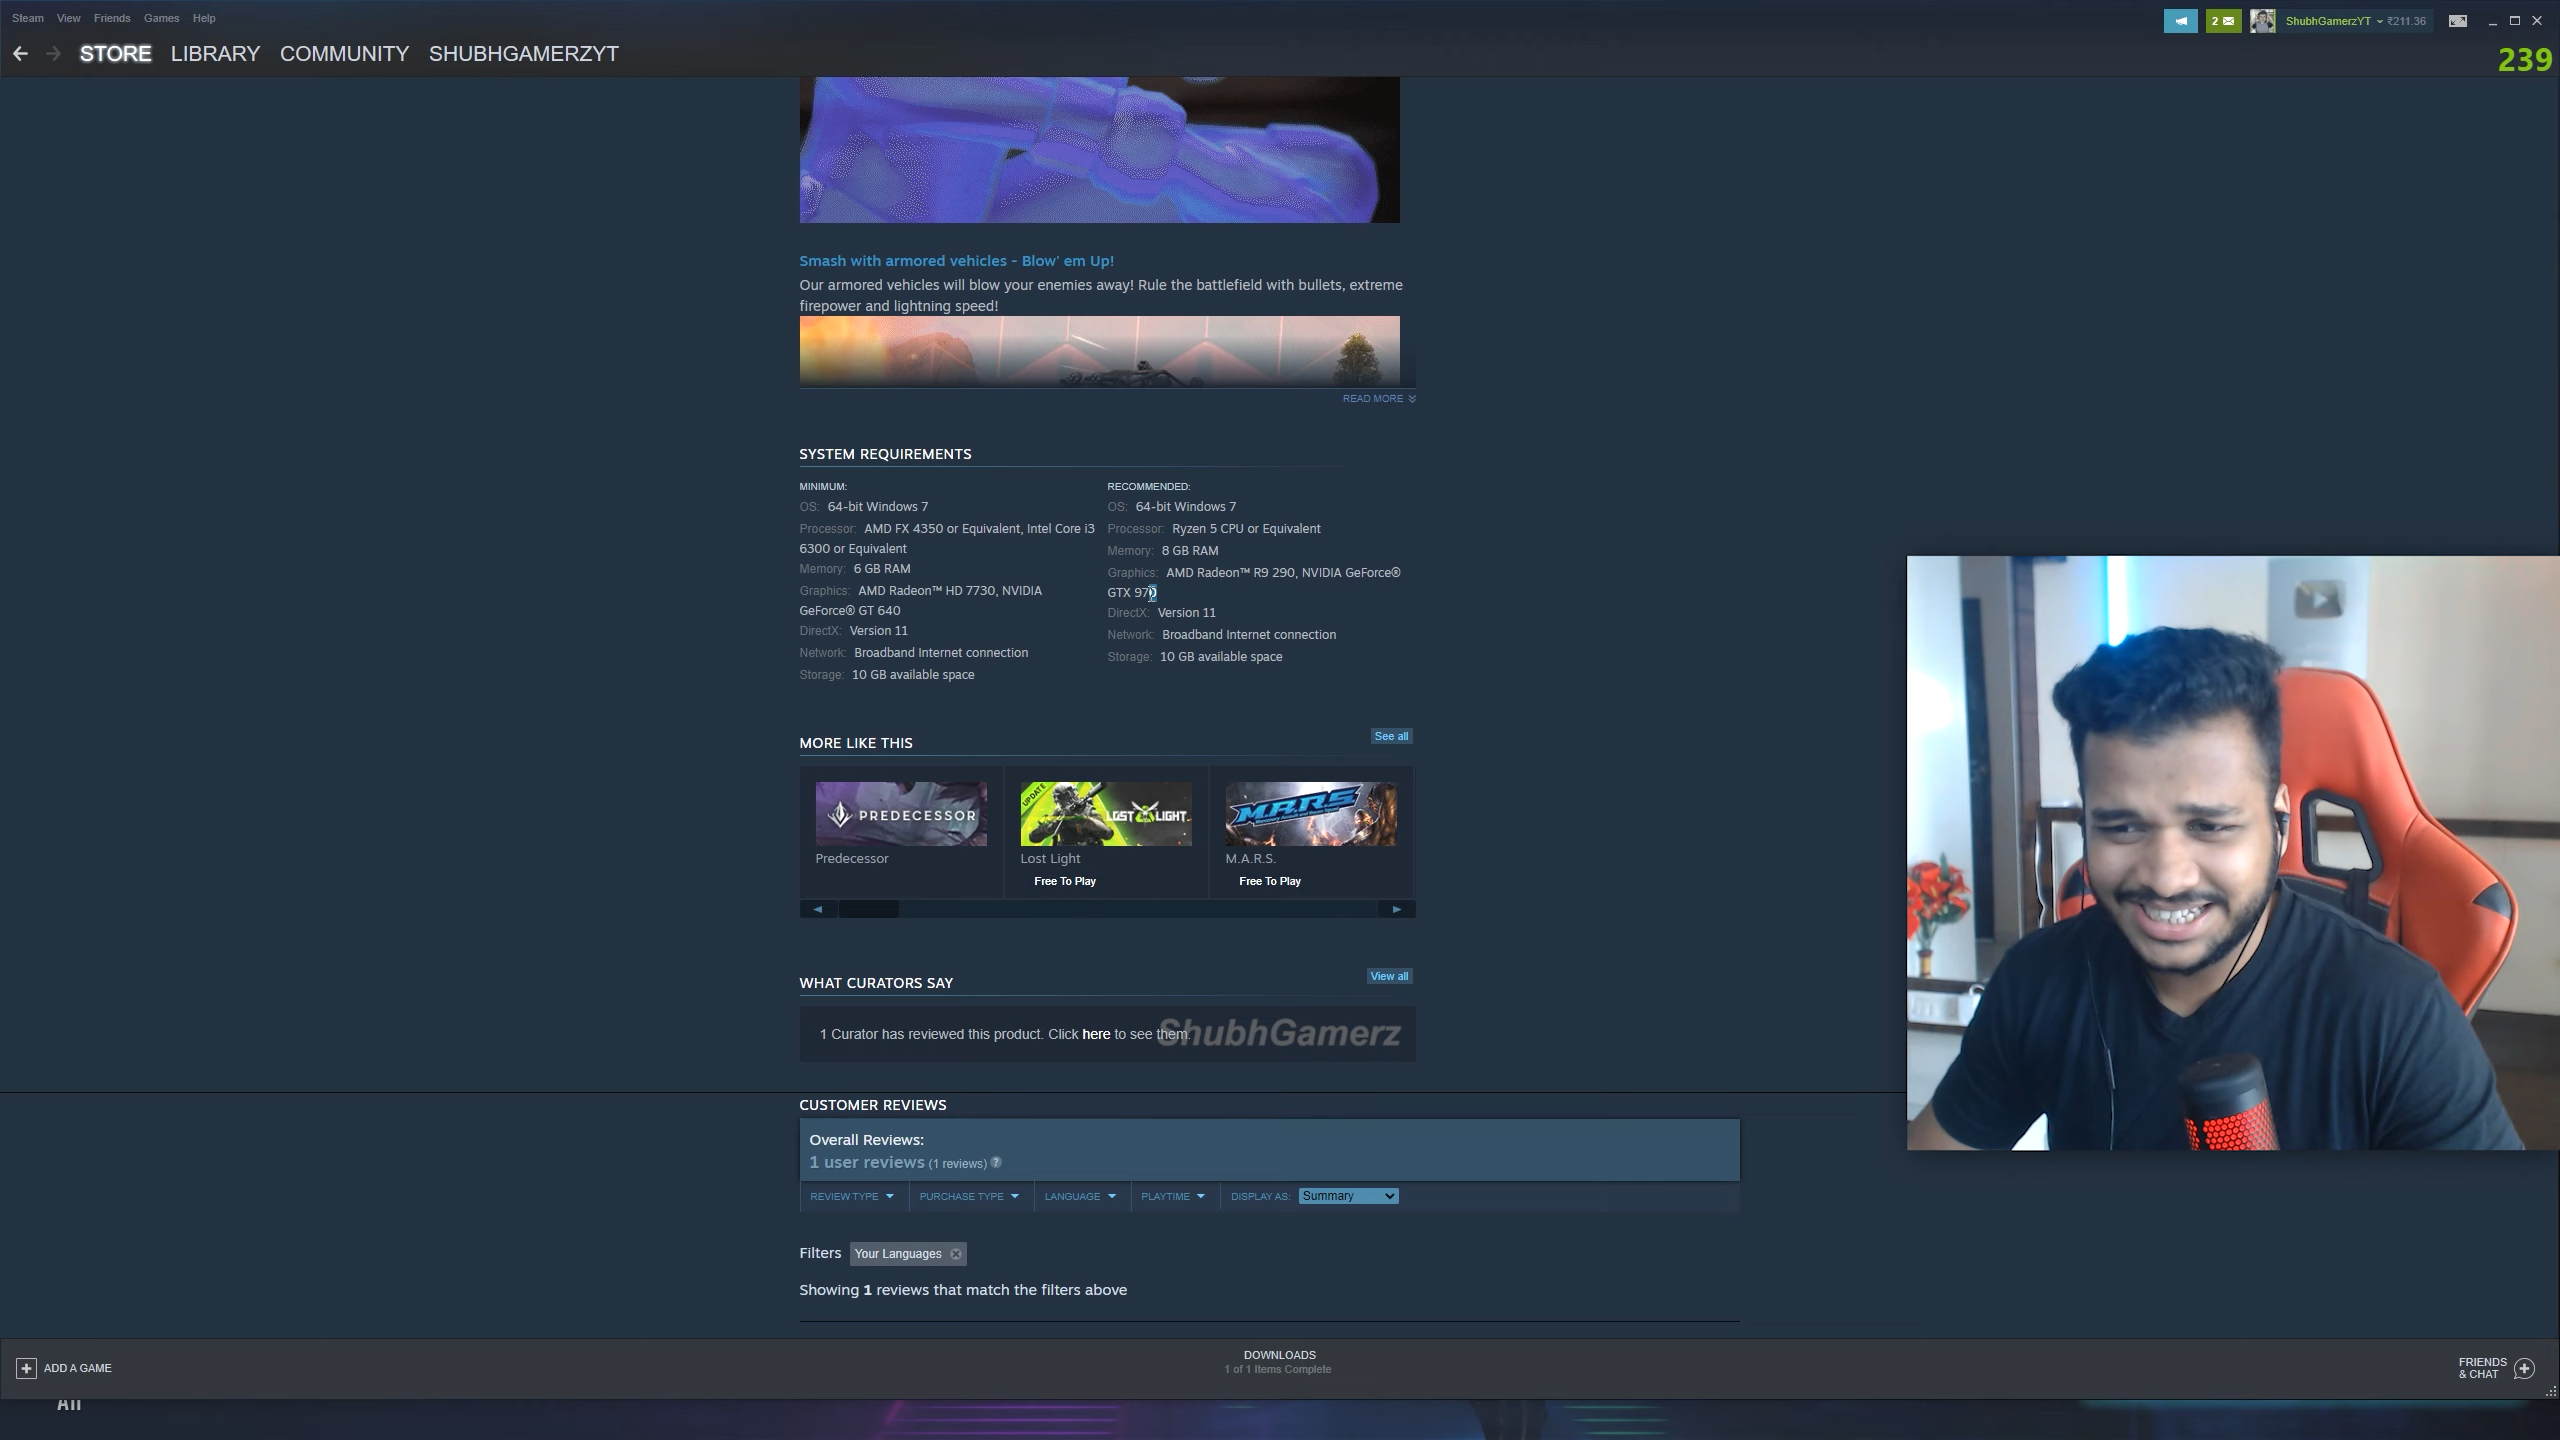 Steam View Friends Games Help
2
ShubhGamerzYT ₹211.36
STORE LIBRARY COMMUNITY SHUBHGAMERZYT
239
Smash with armored vehicles - Blow' em Up!
Our armored vehicles will blow your enemies away! Rule the battlefield with bullets, extreme
firepower and lightning speed!
READ MORE
SYSTEM REQUIREMENTS
MINIMUM:
OS: 64-bit Windows 7
Processor: AMD FX 4350 or Equivalent, Intel Core i3
6300 or Equivalent
Memory: 6 GB RAM
Graphics: AMD Radeon™ HD 7730, NVIDIA
GeForce® GT 640
DirectX: Version 11
Network: Broadband Internet connection
Storage: 10 GB available space
RECOMMENDED:
OS: 64-bit Windows 7
Processor: Ryzen 5 CPU or Equivalent
Memory: 8 GB RAM
Graphics: AMD Radeon™ R9 290, NVIDIA GeForce®
GTX 970
DirectX: Version 11
Network: Broadband Internet connection
Storage: 10 GB available space
MORE LIKE THIS
See all
PREDECESSOR
Predecessor
UPDATE
LOST LIGHT
Lost Light
Free To Play
M.A.R.S.
M.A.R.S.
Free To Play
WHAT CURATORS SAY
View all
1 Curator has reviewed this product. Click here to see them.
ShubhGamerz
CUSTOMER REVIEWS
Overall Reviews:
1 user reviews (1 reviews) ?
REVIEW TYPE PURCHASE TYPE LANGUAGE PLAYTIME DISPLAY AS: Summary
Filters Your Languages
Showing 1 reviews that match the filters above
ADD A GAME
DOWNLOADS
1 of 1 Items Complete
FRIENDS
& CHAT
All